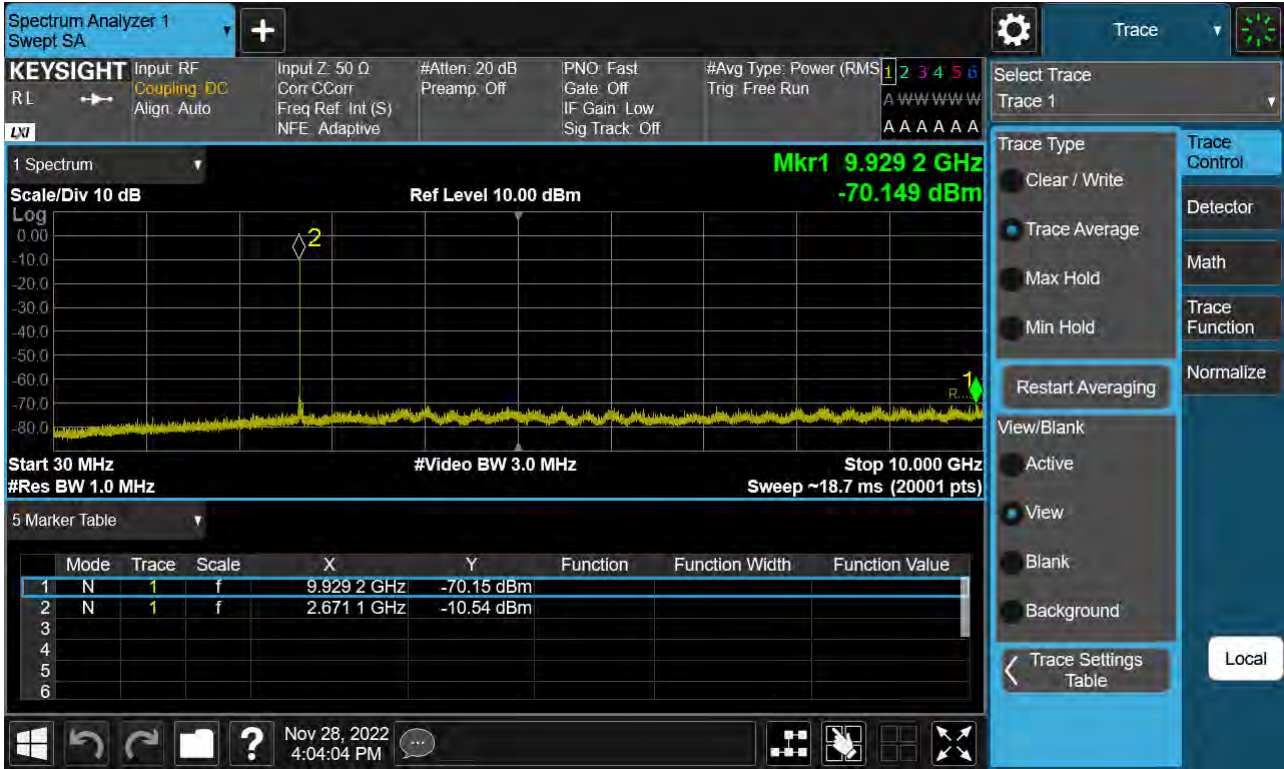 Spectrum Analyzer 1
Swept SA
Trace
KEYSIGHT
R L
LXI
Input: RF
Coupling: DC
Align: Auto
Input Z: 50 Ω
Corr CCorr
Freq Ref: Int (S)
NFE: Adaptive
#Atten: 20 dB
Preamp: Off
PNO: Fast
Gate: Off
IF Gain: Low
Sig Track: Off
#Avg Type: Power (RMS
Trig: Free Run
1 2 3 4 5 6
A W W W W W
A A A A A A
Select Trace
Trace 1
1 Spectrum
Mkr1 9.929 2 GHz
Scale/Div 10 dB
Ref Level 10.00 dBm
-70.149 dBm
Log
0.00
-10.0
-20.0
-30.0
-40.0
-50.0
-60.0
-70.0
-80.0
2
1
R...
Start 30 MHz
#Video BW 3.0 MHz
Stop 10.000 GHz
#Res BW 1.0 MHz
Sweep ~18.7 ms (20001 pts)
5 Marker Table
Mode Trace Scale X Y Function Function Width Function Value
1 N 1 f 9.929 2 GHz -70.15 dBm
2 N 1 f 2.671 1 GHz -10.54 dBm
3
4
5
6
Trace Type
Clear / Write
Trace Average
Max Hold
Min Hold
Restart Averaging
View/Blank
Active
View
Blank
Background
Trace Settings
Table
Trace
Control
Detector
Math
Trace
Function
Normalize
Local
Nov 28, 2022
4:04:04 PM